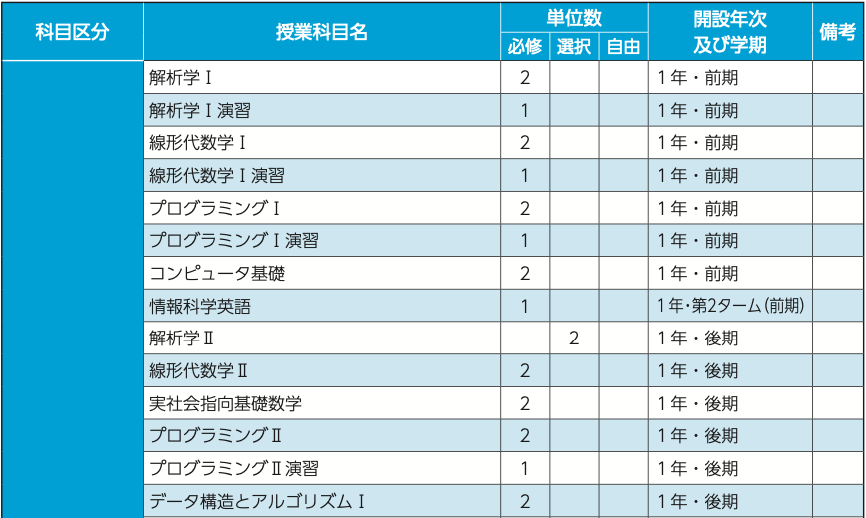 科目区分 授業科目名 単位数 開設年次及び学期 備考
必修 選択 自由
解析学Ⅰ 2 1年・前期
解析学Ⅰ演習 1 1年・前期
線形代数学Ⅰ 2 1年・前期
線形代数学Ⅰ演習 1 1年・前期
プログラミングⅠ 2 1年・前期
プログラミングⅠ演習 1 1年・前期
コンピュータ基礎 2 1年・前期
情報科学英語 1 1年・第2ターム(前期)
解析学Ⅱ 2 1年・後期
線形代数学Ⅱ 2 1年・後期
実社会指向基礎数学 2 1年・後期
プログラミングⅡ 2 1年・後期
プログラミングⅡ演習 1 1年・後期
データ構造とアルゴリズムⅠ 2 1年・後期